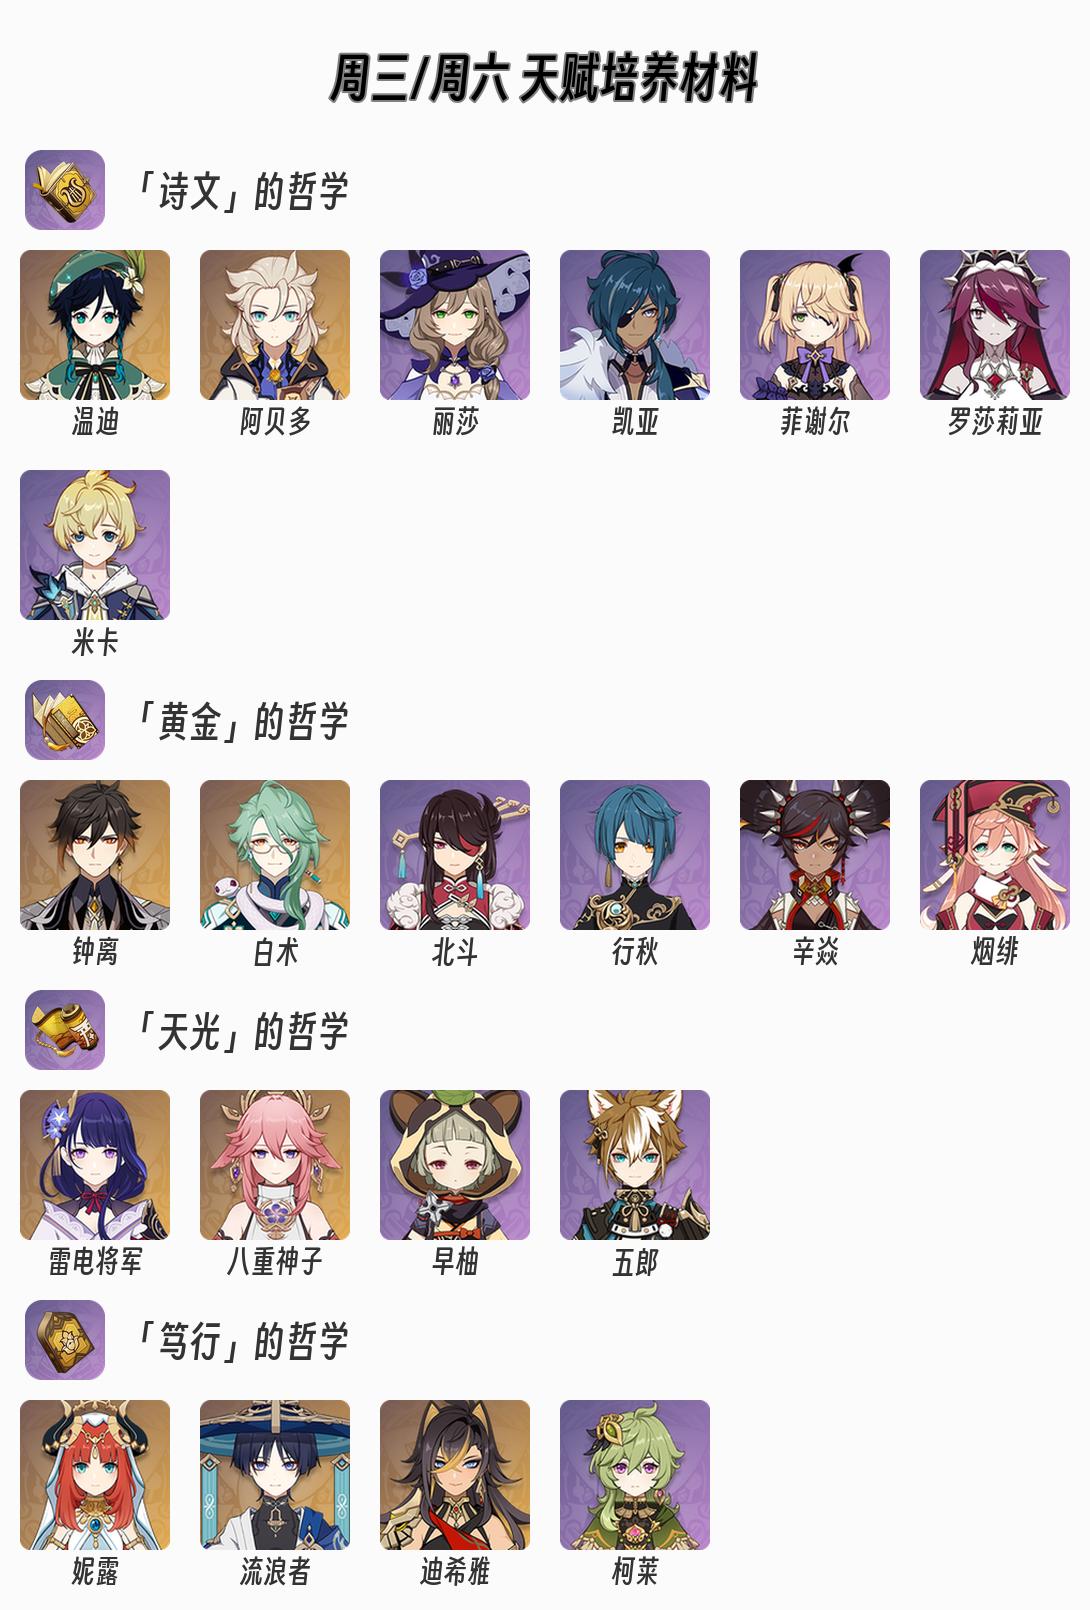 周三/周六 天赋培养材料
「诗文」的哲学
温迪 阿贝多 丽莎 凯亚 菲谢尔 罗莎莉亚
米卡
「黄金」的哲学
钟离 白术 北斗 行秋 辛焱 烟绯
「天光」的哲学
雷电将军 八重神子 早柚 五郎
「笃行」的哲学
妮露 流浪者 迪希雅 柯莱